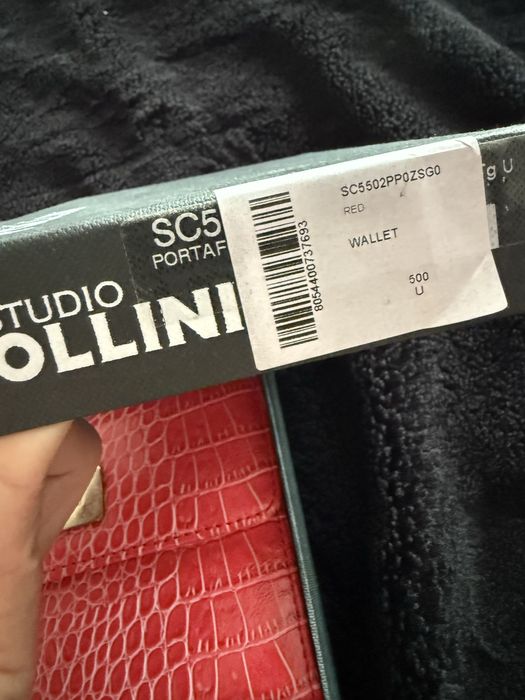 SC5
PORTAF
STUDIO
OLLINI
SC5502PP0ZSG0
RED
WALLET
500
U
8054400737693
g U